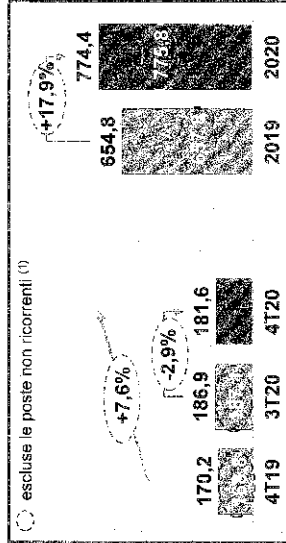 escluse le poste non ricorrenti (1)
+17,9%
774,4
654,8
+7,6%
-2,9%
170,2
186,9
181,6
775,8
4T19
3T20
4T20
2019
2020